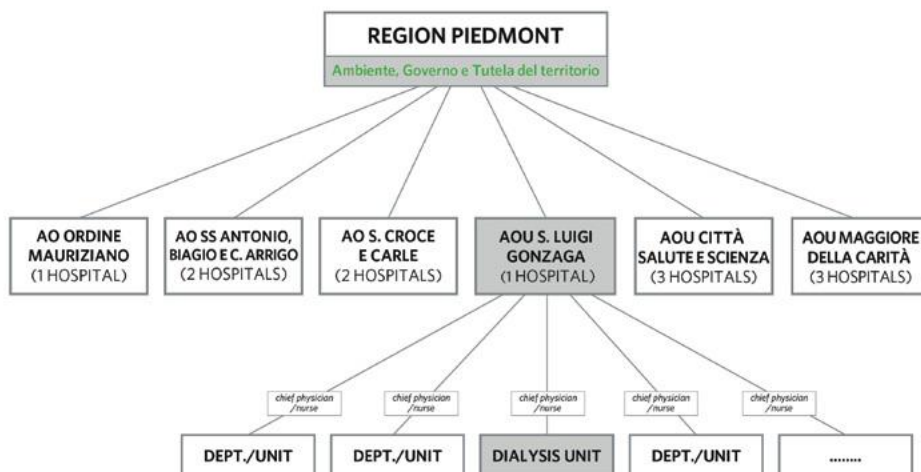 REGION PIEDMONT
Ambiente, Governo e Tutela del territorio
AO ORDINE
MAURIZIANO
(1 HOSPITAL)
AO SS ANTONIO,
BIAGIO E C. ARRIGO
(2 HOSPITALS)
AO S. CROCE
E CARLE
(2 HOSPITALS)
AOU S. LUIGI
GONZAGA
(1 HOSPITAL)
AOU CITTÀ
SALUTE E SCIENZA
(3 HOSPITALS)
AOU MAGGIORE
DELLA CARITÀ
(3 HOSPITALS)
chief physician
/nurse
chief physician
/nurse
chief physician
/nurse
chief physician
/nurse
chief physician
/nurse
DEPT./UNIT
DEPT./UNIT
DIALYSIS UNIT
DEPT./UNIT
........